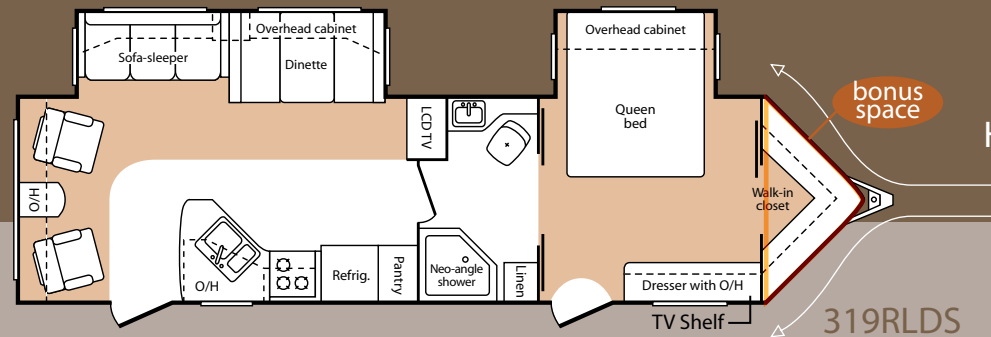 Overhead cabinet
Sofa-sleeper
Dinette
Overhead cabinet
Queen
bed
bonus
space
H
LCD TV
H/O
Walk-in
closet
O/H
Refrig.
Pantry
Neo-angle
shower
Linen
Dresser with O/H
TV Shelf
319RLDS